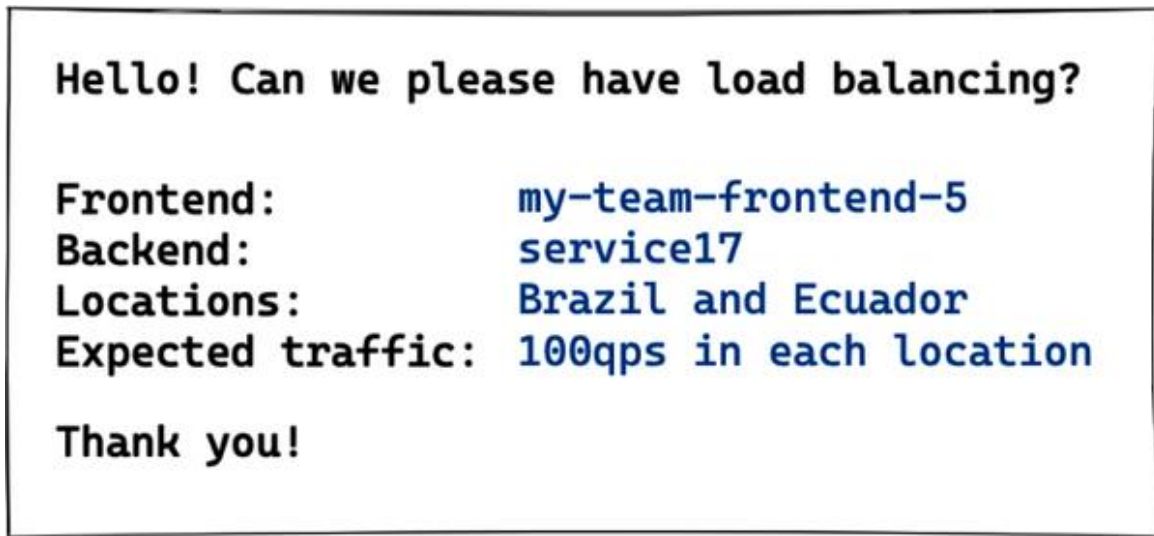 Hello! Can we please have load balancing?
Frontend: my-team-frontend-5
Backend: service17
Locations: Brazil and Ecuador
Expected traffic: 100qps in each location
Thank you!